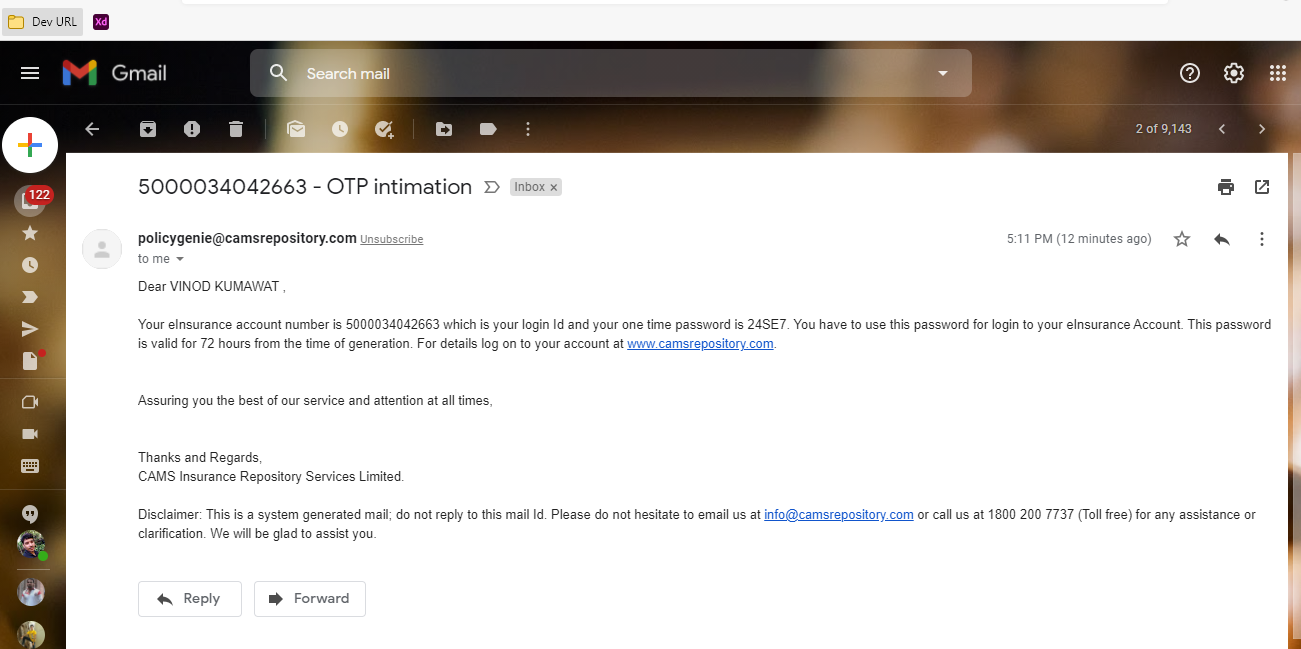 Dev URL Xd
Gmail
Search mail
2 of 9,143
122
5000034042663 - OTP intimation Inbox ×
policygenie@camsrepository.com Unsubscribe 5:11 PM (12 minutes ago)
to me
Dear VINOD KUMAWAT ,
Your eInsurance account number is 5000034042663 which is your login Id and your one time password is 24SE7. You have to use this password for login to your eInsurance Account. This password
is valid for 72 hours from the time of generation. For details log on to your account at www.camsrepository.com.
Assuring you the best of our service and attention at all times,
Thanks and Regards,
CAMS Insurance Repository Services Limited.
Disclaimer: This is a system generated mail; do not reply to this mail Id. Please do not hesitate to email us at info@camsrepository.com or call us at 1800 200 7737 (Toll free) for any assistance or
clarification. We will be glad to assist you.
Reply Forward